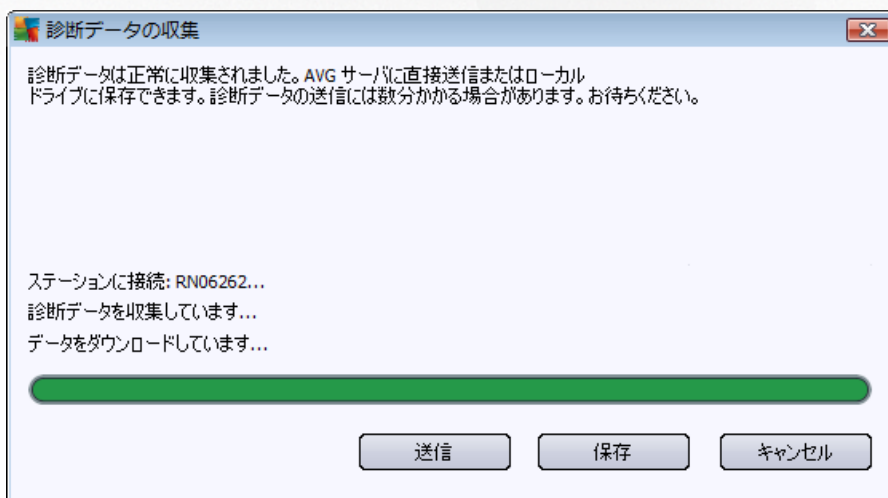 診断データの収集
診断データは正常に収集されました。AVG サーバに直接送信またはローカル
ドライブに保存できます。診断データの送信には数分かかる場合があります。お待ちください。
ステーションに接続: RN06262...
診断データを収集しています...
データをダウンロードしています...
送信 保存 キャンセル